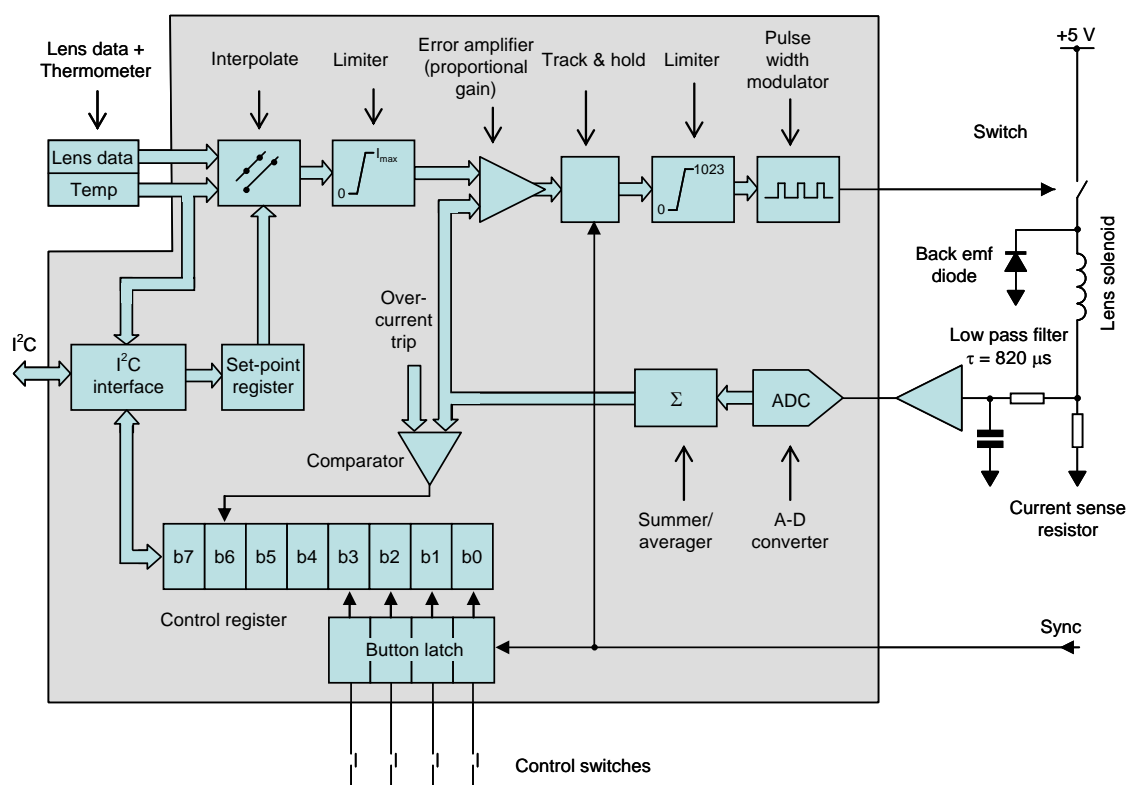 Lens data +
Thermometer
Interpolate
Limiter
Error amplifier
(proportional
gain)
Track & hold
Limiter
Pulse
width
modulator
+5 V
Switch
Lens data
Temp
0
Imax
0
1023
Back emf
diode
Lens solenoid
Over-
current
trip
Low pass filter
τ = 820 µs
I²C
I²C
interface
Set-point
register
Σ
ADC
Comparator
Summer/
averager
A-D
converter
Current sense
resistor
b7 b6 b5 b4 b3 b2 b1 b0
Control register
Button latch
Sync
Control switches